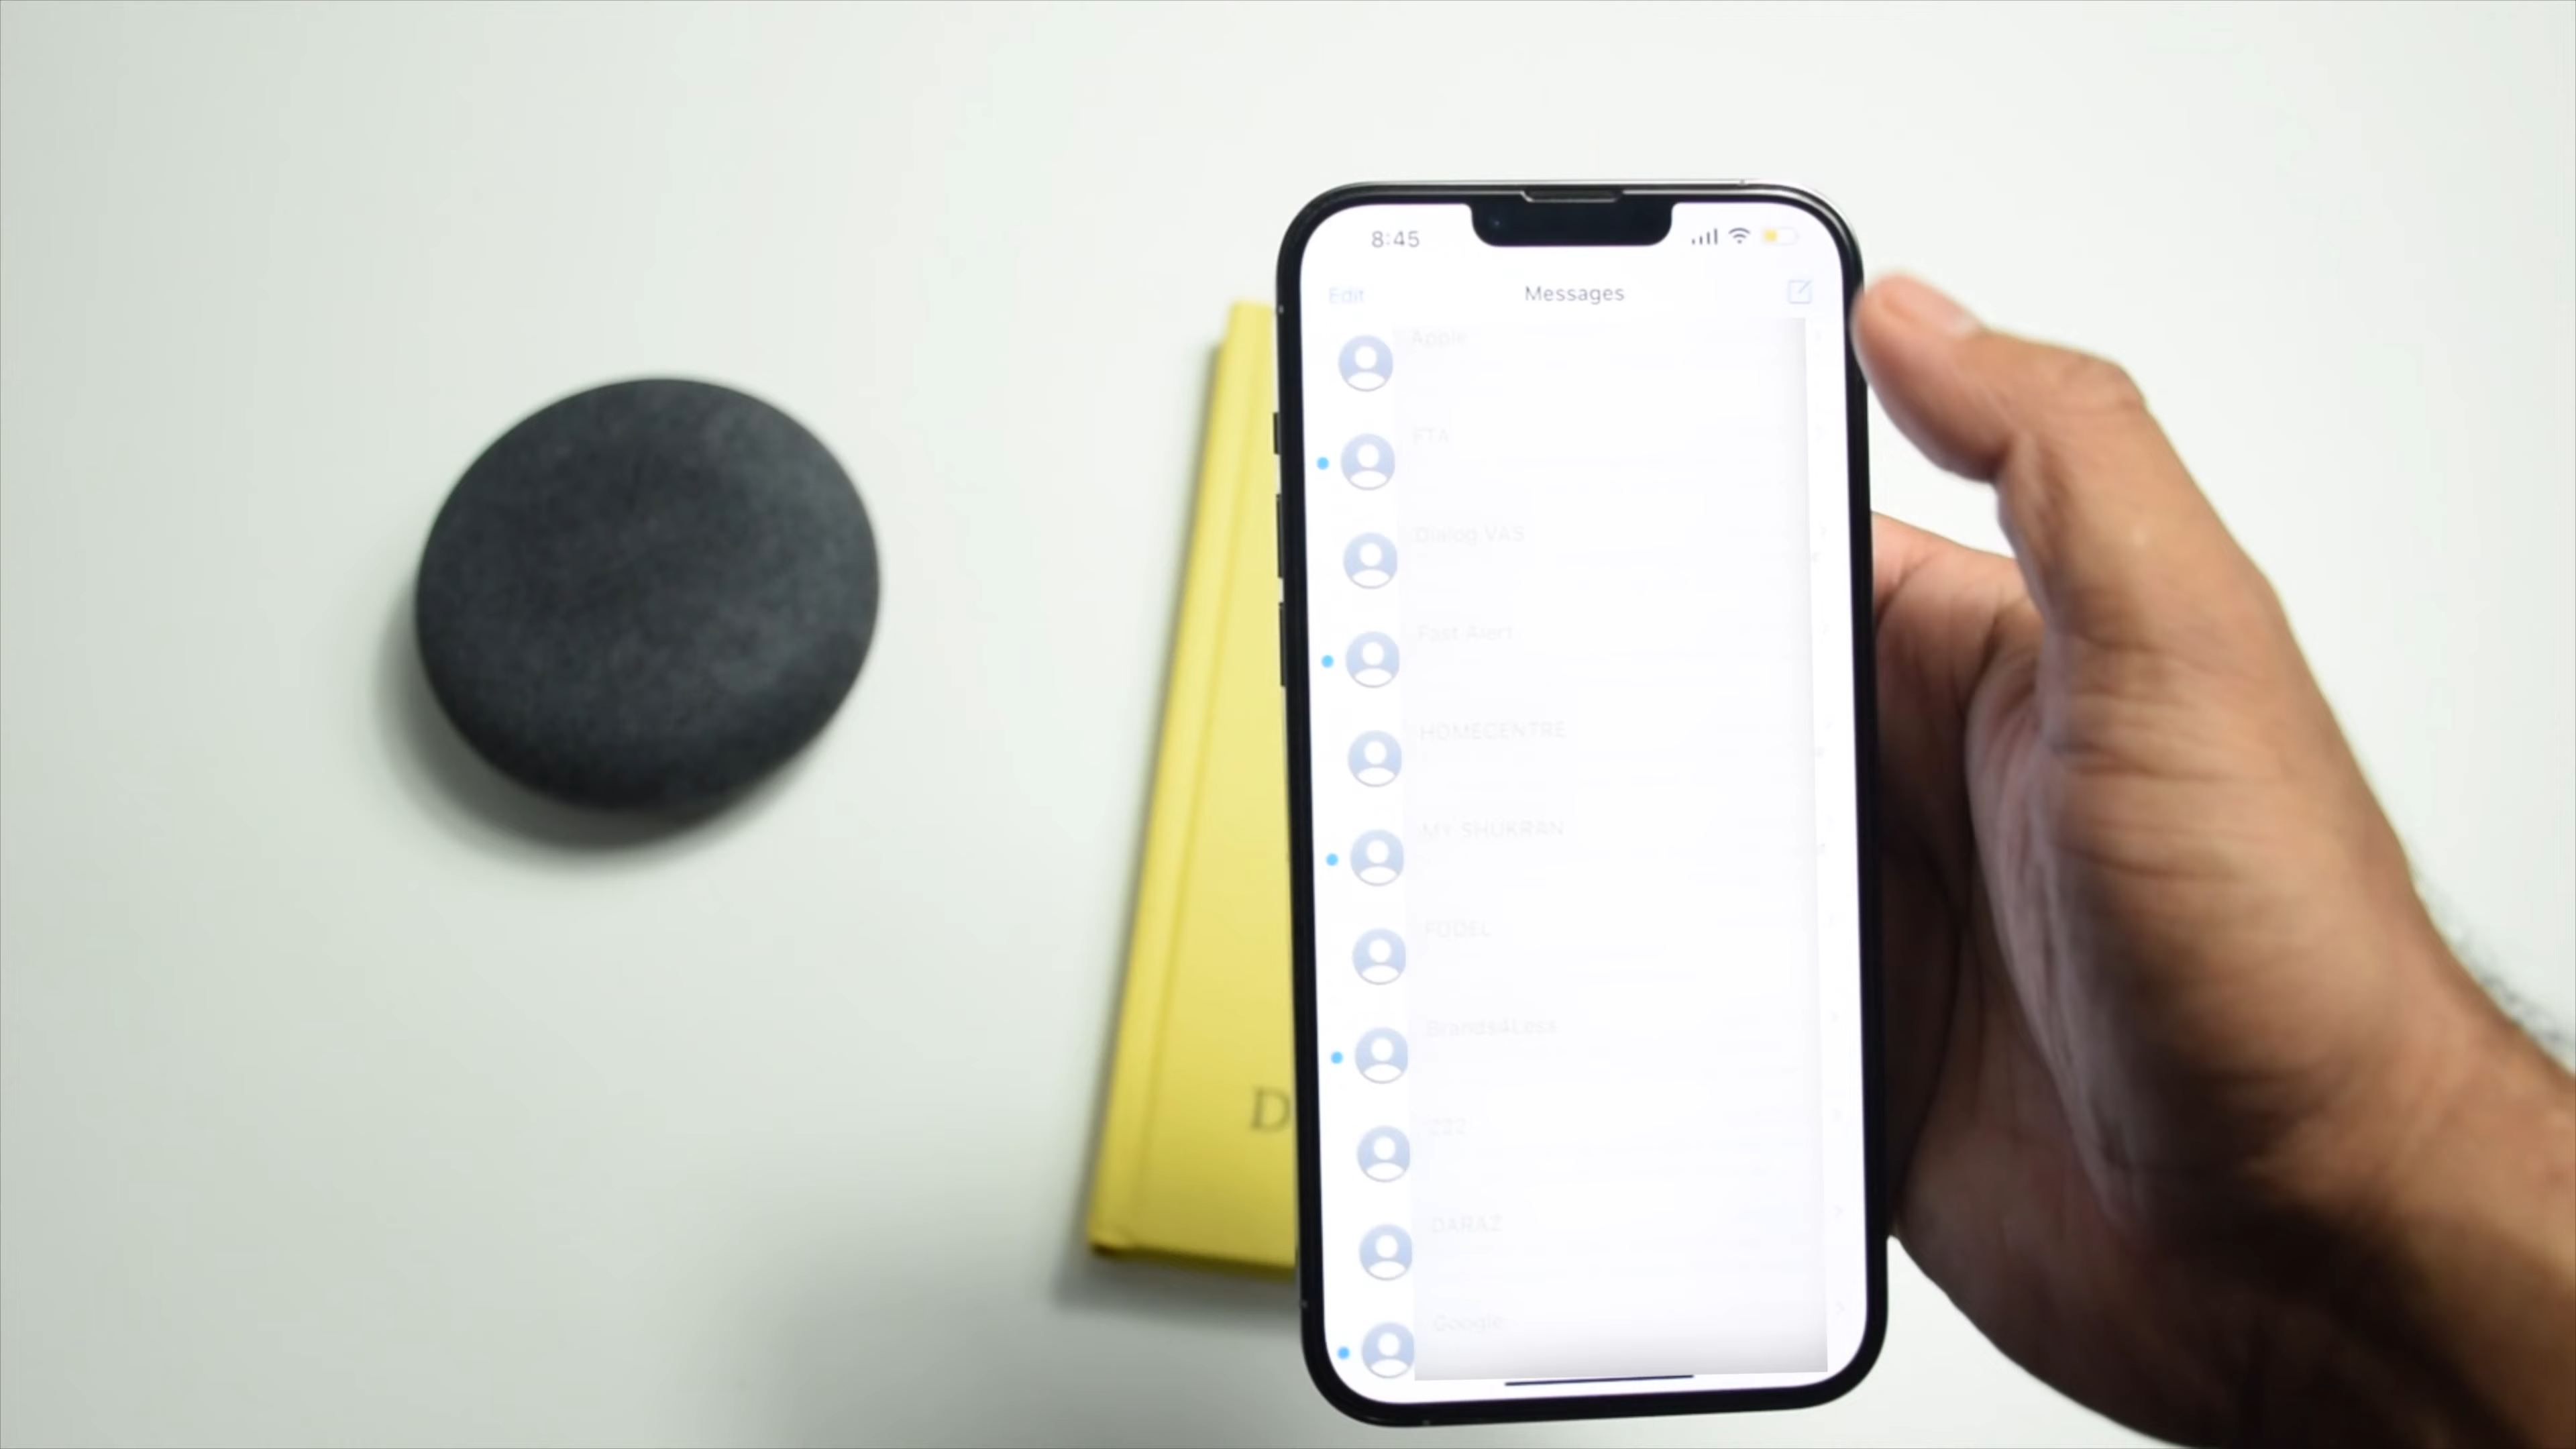 8:45
Edit
Messages
Apple
FTA
Dialog VAS
Fast Alert
HOMECENTRE
MY SHUKRAN
FODEL
Brands4Less
DARAZ
Google
D